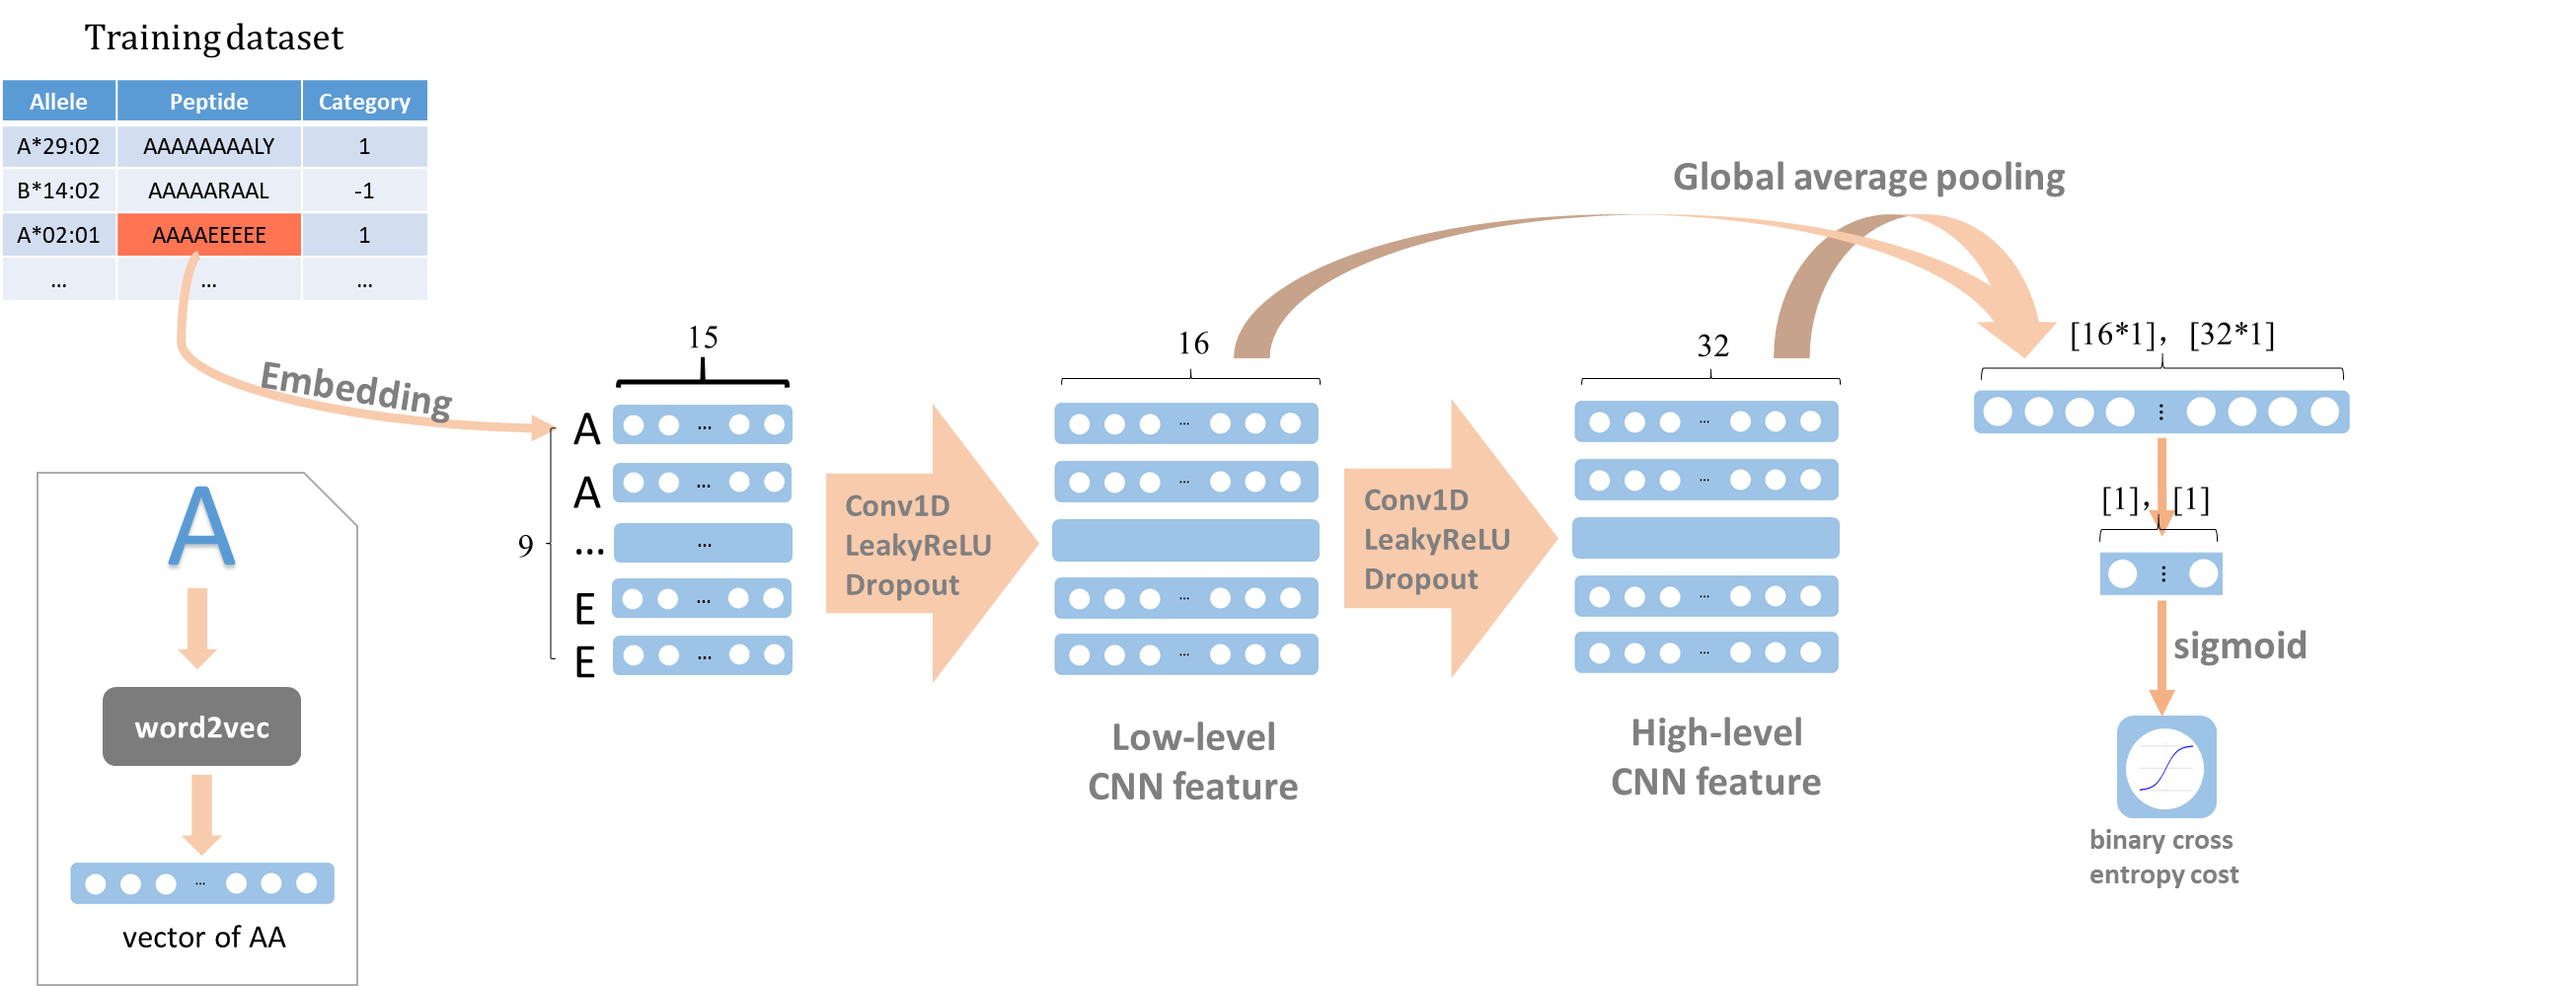 Training dataset
Allele Peptide Category
A*29:02 AAAAAAAALY 1
B*14:02 AAAAARAAL -1
A*02:01 AAAAEEEEE 1
... ... ...
Embedding
A
word2vec
...
vector of AA
15
9
A ...
A ...
... ...
E ...
E ...
Conv1D
LeakyReLU
Dropout
16
...
...
...
...
Low-level
CNN feature
Conv1D
LeakyReLU
Dropout
32
...
...
...
...
High-level
CNN feature
Global average pooling
[16*1], [32*1]
⋮
[1], [1]
⋮
sigmoid
binary cross
entropy cost